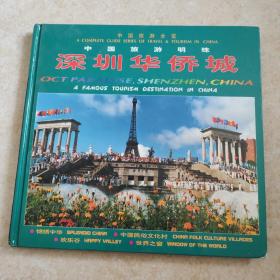 中国旅游全览
A COMPLETE GUIDE SERIES OF TRAVEL & TOURISM IN CHINA
中国旅游明珠
深圳华侨城
OCT PARADISE, SHENZHEN, CHINA
A FAMOUS TOURISM DESTINATION IN CHINA
锦绣中华 SPLENDID CHINA
中国民俗文化村 CHINA FOLK CULTURE VILLAGES
欢乐谷 HAPPY VALLEY
世界之窗 WINDOW OF THE WORLD